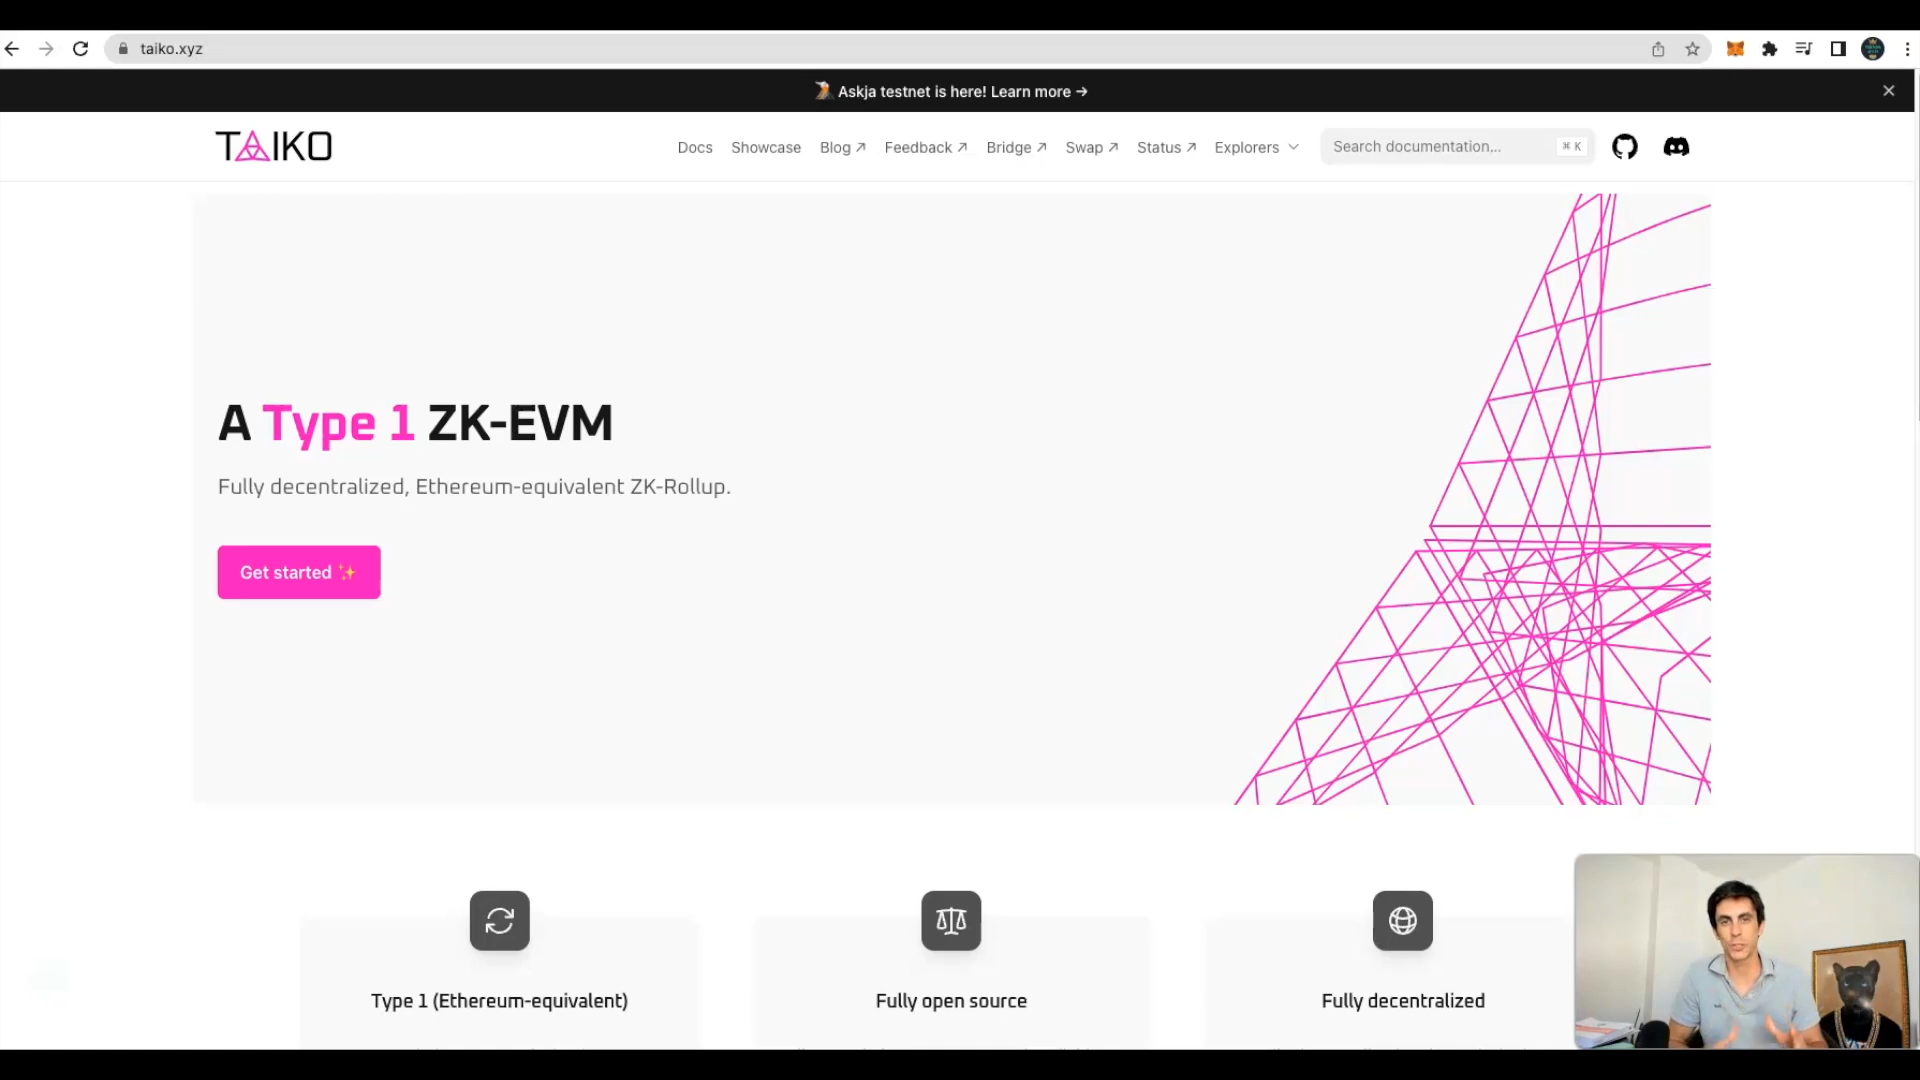 taiko.xyz
Askja testnet is here! Learn more →
TAIKO
Docs Showcase Blog ↗ Feedback ↗ Bridge ↗ Swap ↗ Status ↗ Explorers Search documentation... ⌘ K
A Type 1 ZK-EVM
Fully decentralized, Ethereum-equivalent ZK-Rollup.
Get started ✨
Type 1 (Ethereum-equivalent) Fully open source Fully decentralized